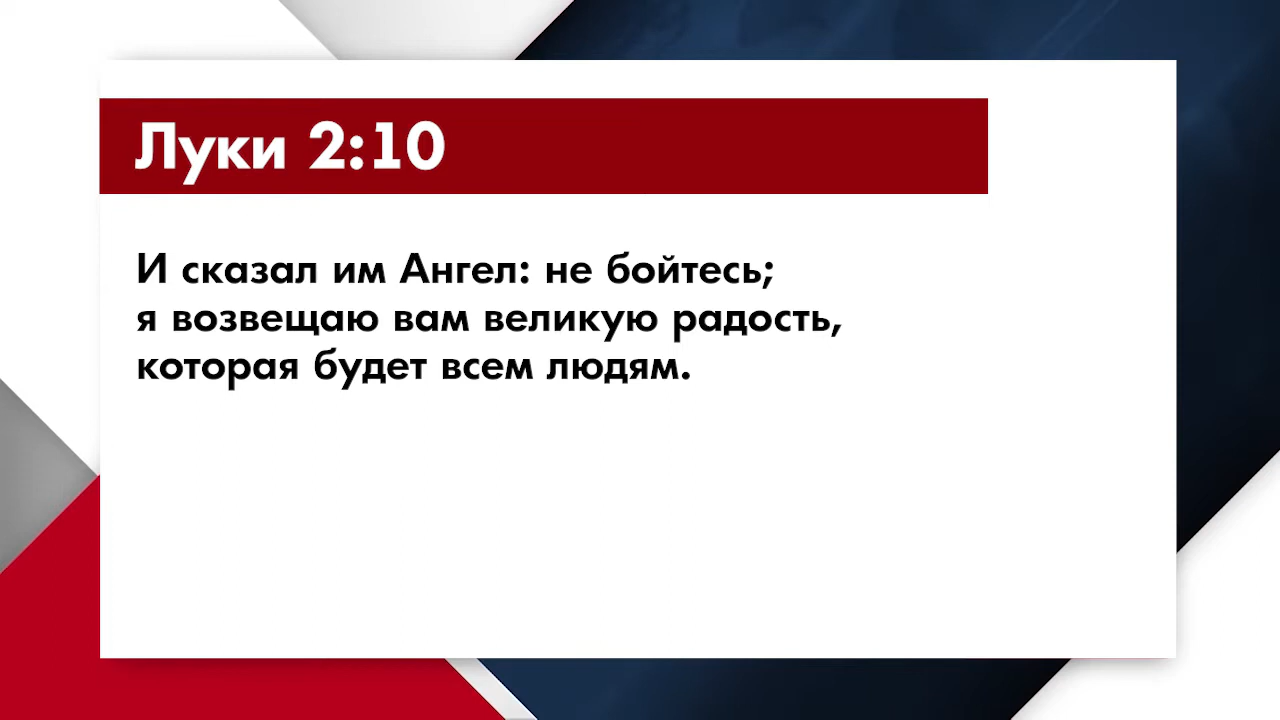 Луки 2:10
И сказал им Ангел: не бойтесь;
я возвещаю вам великую радость,
которая будет всем людям.